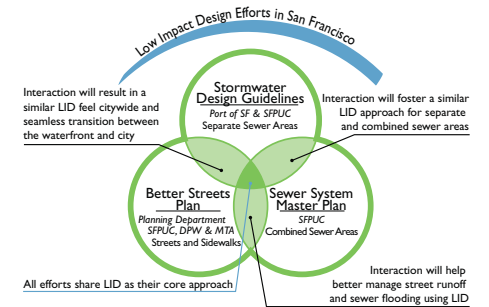 Low Impact Design Efforts in San Francisco
Stormwater
Design Guidelines
Port of SF & SFPUC
Separate Sewer Areas
Interaction will result in a
similar LID feel citywide and
seamless transition between
the waterfront and city
Interaction will foster a similar
LID approach for separate
and combined sewer areas
Better Streets
Plan
Planning Department
SFPUC, DPW & MTA
Streets and Sidewalks
Sewer System
Master Plan
SFPUC
Combined Sewer Areas
All efforts share LID as their core approach
Interaction will help
better manage street runoff
and sewer flooding using LID